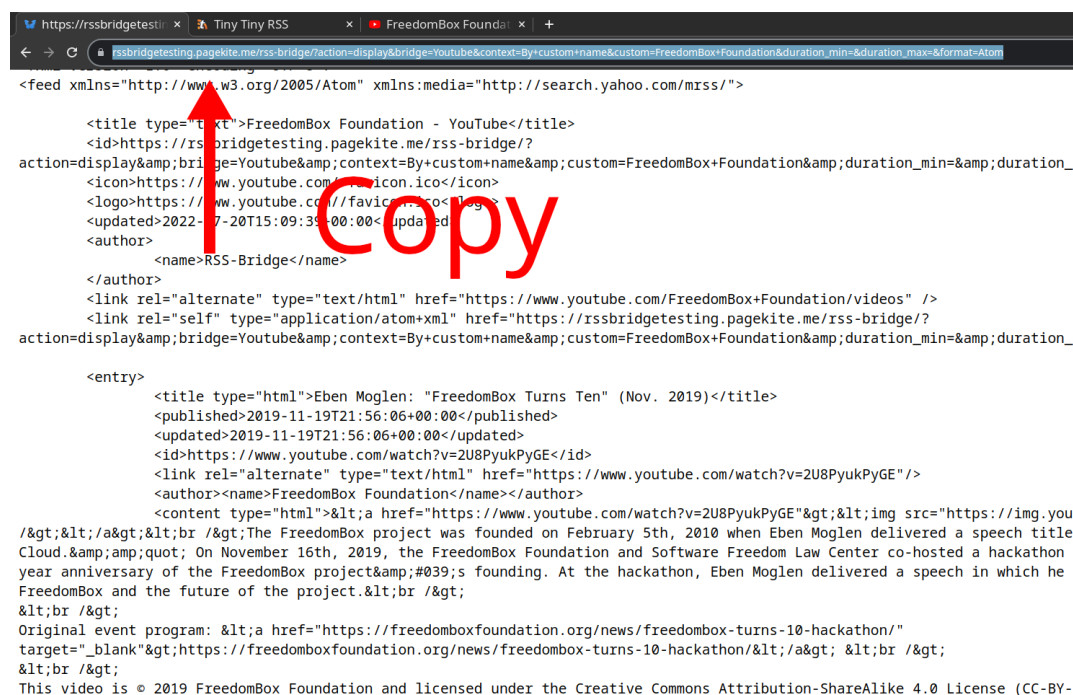 https://rssbridgetestin
Tiny Tiny RSS
FreedomBox Foundat
rssbridgetesting.pagekite.me/rss-bridge/?action=display&bridge=Youtube&context=By+custom+name&custom=FreedomBox+Foundation&duration_min=&duration_max=&format=Atom
<feed xmlns="http://www.w3.org/2005/Atom" xmlns:media="http://search.yahoo.com/mrss/">
<title type="text">FreedomBox Foundation - YouTube</title>
<id>https://rssbridgetesting.pagekite.me/rss-bridge/?
action=display&amp;bridge=Youtube&amp;context=By+custom+name&amp;custom=FreedomBox+Foundation&amp;duration_min=&amp;duration_
<icon>https://www.youtube.com//favicon.ico</icon>
<logo>https://www.youtube.com//favicon.ico</logo>
<updated>2022-07-20T15:09:39+00:00</updated>
Copy
<author>
<name>RSS-Bridge</name>
</author>
<link rel="alternate" type="text/html" href="https://www.youtube.com/FreedomBox+Foundation/videos" />
<link rel="self" type="application/atom+xml" href="https://rssbridgetesting.pagekite.me/rss-bridge/?
action=display&amp;bridge=Youtube&amp;context=By+custom+name&amp;custom=FreedomBox+Foundation&amp;duration_min=&amp;duration_
<entry>
<title type="html">Eben Moglen: "FreedomBox Turns Ten" (Nov. 2019)</title>
<published>2019-11-19T21:56:06+00:00</published>
<updated>2019-11-19T21:56:06+00:00</updated>
<id>https://www.youtube.com/watch?v=2U8PyukPyGE</id>
<link rel="alternate" type="text/html" href="https://www.youtube.com/watch?v=2U8PyukPyGE"/>
<author><name>FreedomBox Foundation</name></author>
<content type="html">&lt;a href="https://www.youtube.com/watch?v=2U8PyukPyGE"&gt;&lt;img src="https://img.you
/&gt;&lt;/a&gt;&lt;br /&gt;The FreedomBox project was founded on February 5th, 2010 when Eben Moglen delivered a speech title
Cloud.&amp;amp;quot; On November 16th, 2019, the FreedomBox Foundation and Software Freedom Law Center co-hosted a hackathon
year anniversary of the FreedomBox project&amp;#039;s founding. At the hackathon, Eben Moglen delivered a speech in which he
FreedomBox and the future of the project.&lt;br /&gt;
&lt;br /&gt;
Original event program: &lt;a href="https://freedomboxfoundation.org/news/freedombox-turns-10-hackathon/"
target="_blank"&gt;https://freedomboxfoundation.org/news/freedombox-turns-10-hackathon/&lt;/a&gt; &lt;br /&gt;
&lt;br /&gt;
This video is © 2019 FreedomBox Foundation and licensed under the Creative Commons Attribution-ShareAlike 4.0 License (CC-BY-